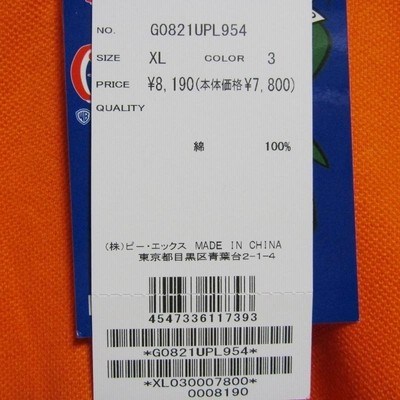 NO. G0821UPL954
SIZE XL COLOR 3
PRICE ¥8,190(本体価格¥7,800)
QUALITY
綿 100%
(株)ビー・エックス MADE IN CHINA
東京都目黒区青葉台2-1-4
4547336117393
*G0821UPL954*
*XL030007800*
0008190